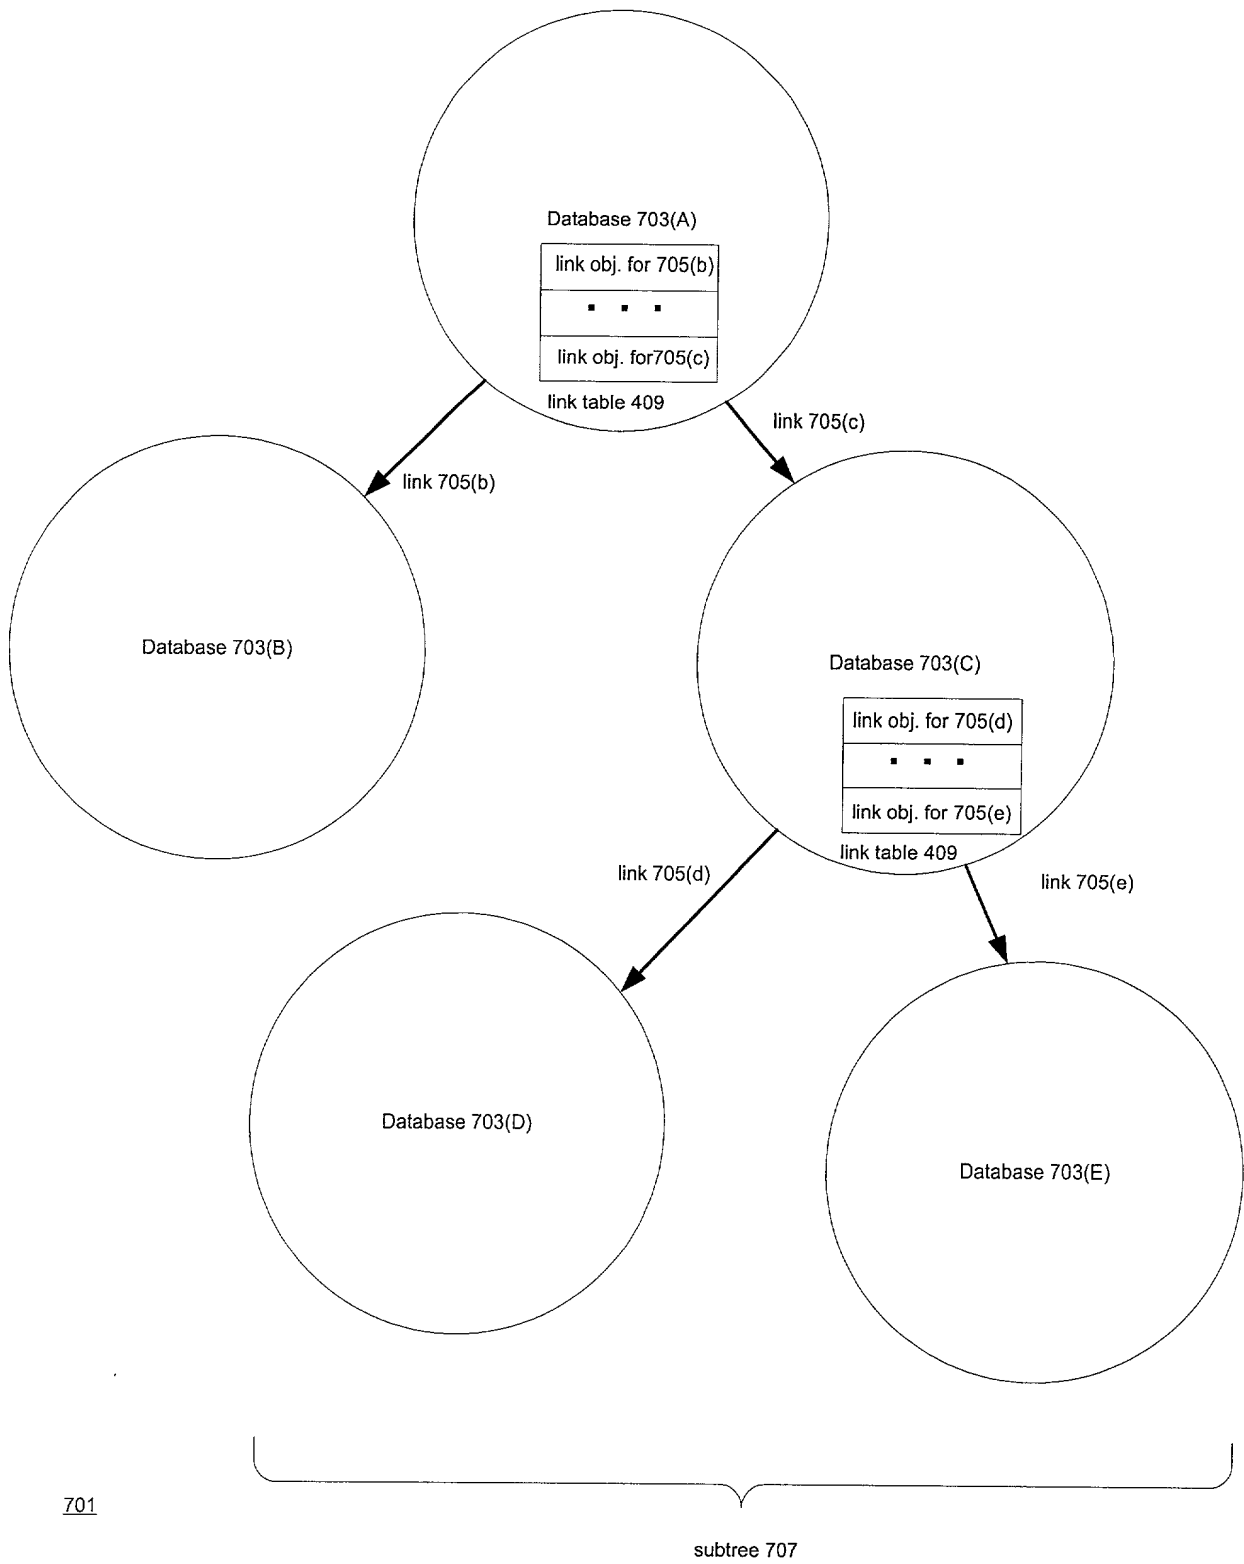 Database 703(A)
link obj. for 705(b)
. . .
link obj. for705(c)
link table 409
link 705(c)
link 705(b)
Database 703(B)
Database 703(C)
link obj. for 705(d)
. . .
link obj. for 705(e)
link table 409
link 705(d)
link 705(e)
Database 703(D)
Database 703(E)
701
subtree 707